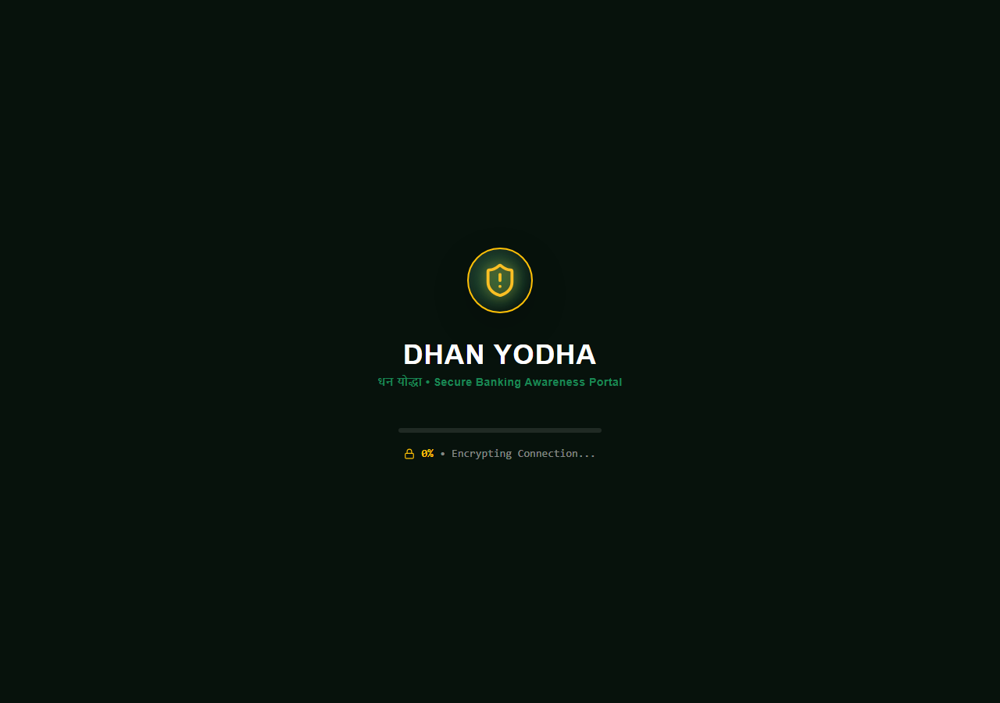 DHAN YODHA
धन योद्धा • Secure Banking Awareness Portal
0% • Encrypting Connection...